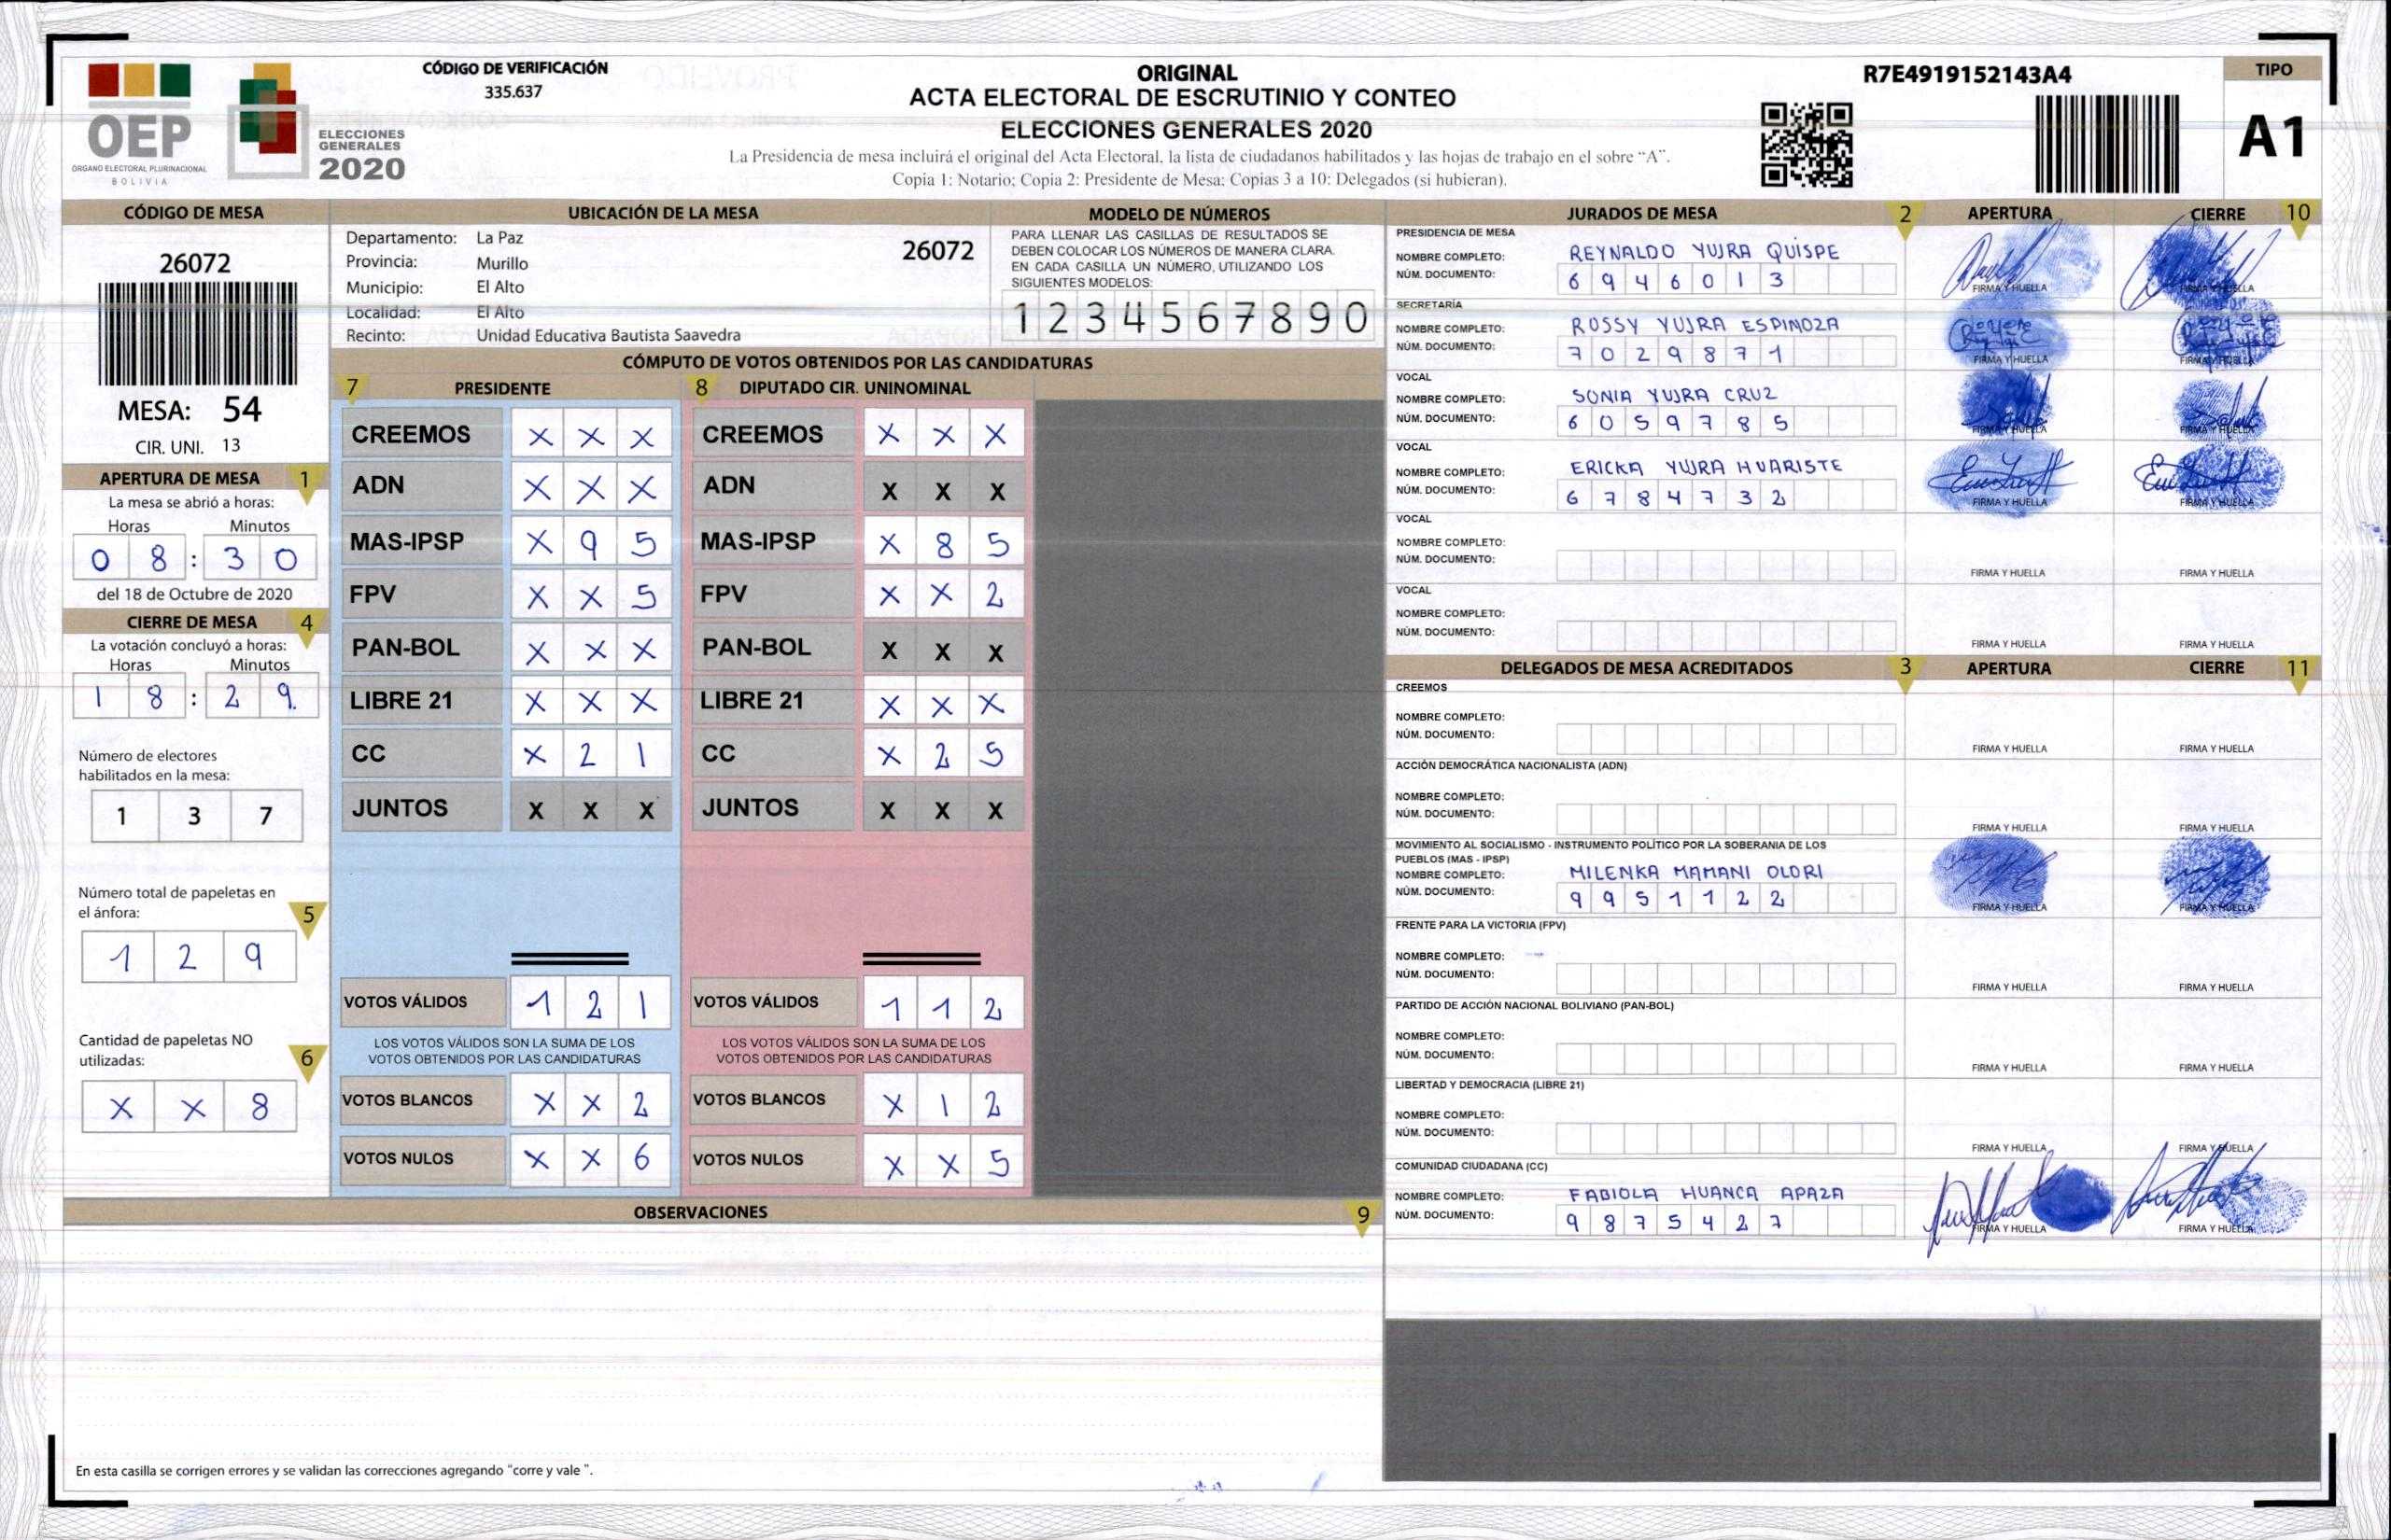 OEP
ÓRGANO ELECTORAL PLURINACIONAL
BOLIVIA
ELECCIONES
GENERALES
2020
CÓDIGO DE VERIFICACIÓN
335.637
ORIGINAL
ACTA ELECTORAL DE ESCRUTINIO Y CONTEO
ELECCIONES GENERALES 2020
La Presidencia de mesa incluirá el original del Acta Electoral, la lista de ciudadanos habilitados y las hojas de trabajo en el sobre "A".
Copia 1: Notario; Copia 2: Presidente de Mesa; Copias 3 a 10: Delegados (si hubieran).
R7E4919152143A4
TIPO
A1
CÓDIGO DE MESA
26072
MESA: 54
CIR. UNI. 13
APERTURA DE MESA 1
La mesa se abrió a horas:
Horas Minutos
0 8 : 3 0
del 18 de Octubre de 2020
CIERRE DE MESA 4
La votación concluyó a horas:
Horas Minutos
1 8 : 2 9.
Número de electores
habilitados en la mesa:
1 3 7
Número total de papeletas en
el ánfora: 5
1 2 9
Cantidad de papeletas NO
utilizadas: 6
X X 8
UBICACIÓN DE LA MESA
Departamento: La Paz
26072
Provincia: Murillo
Municipio: El Alto
Localidad: El Alto
Recinto: Unidad Educativa Bautista Saavedra
MODELO DE NÚMEROS
PARA LLENAR LAS CASILLAS DE RESULTADOS SE
DEBEN COLOCAR LOS NÚMEROS DE MANERA CLARA.
EN CADA CASILLA UN NÚMERO, UTILIZANDO LOS
SIGUIENTES MODELOS:
1 2 3 4 5 6 7 8 9 0
CÓMPUTO DE VOTOS OBTENIDOS POR LAS CANDIDATURAS
7 PRESIDENTE
CREEMOS X X X
ADN X X X
MAS-IPSP X 9 5
FPV X X 5
PAN-BOL X X X
LIBRE 21 X X X
CC X 2 1
JUNTOS X X X
VOTOS VÁLIDOS 1 2 1
LOS VOTOS VÁLIDOS SON LA SUMA DE LOS
VOTOS OBTENIDOS POR LAS CANDIDATURAS
VOTOS BLANCOS X X 2
VOTOS NULOS X X 6
8 DIPUTADO CIR. UNINOMINAL
CREEMOS X X X
ADN X X X
MAS-IPSP X 8 5
FPV X X 2
PAN-BOL X X X
LIBRE 21 X X X
CC X 2 5
JUNTOS X X X
VOTOS VÁLIDOS 1 1 2
LOS VOTOS VÁLIDOS SON LA SUMA DE LOS
VOTOS OBTENIDOS POR LAS CANDIDATURAS
VOTOS BLANCOS X 1 2
VOTOS NULOS X X 5
OBSERVACIONES 9
En esta casilla se corrigen errores y se validan las correcciones agregando "corre y vale ".
JURADOS DE MESA 2 APERTURA CIERRE 10
PRESIDENCIA DE MESA
NOMBRE COMPLETO: REYNALDO YUJRA QUISPE
NÚM. DOCUMENTO: 6 9 4 6 0 1 3
FIRMA Y HUELLA FIRMA Y HUELLA
SECRETARÍA
NOMBRE COMPLETO: ROSSY YUJRA ESPINOZA
NÚM. DOCUMENTO: 7 0 2 9 8 7 1
FIRMA Y HUELLA FIRMA Y HUELLA
VOCAL
NOMBRE COMPLETO: SONIA YUJRA CRUZ
NÚM. DOCUMENTO: 6 0 5 9 7 8 5
FIRMA Y HUELLA FIRMA Y HUELLA
VOCAL
NOMBRE COMPLETO: ERICKA YUJRA HUARISTE
NÚM. DOCUMENTO: 6 7 8 4 7 3 2
FIRMA Y HUELLA FIRMA Y HUELLA
VOCAL
NOMBRE COMPLETO:
NÚM. DOCUMENTO:
FIRMA Y HUELLA FIRMA Y HUELLA
VOCAL
NOMBRE COMPLETO:
NÚM. DOCUMENTO:
FIRMA Y HUELLA FIRMA Y HUELLA
DELEGADOS DE MESA ACREDITADOS 3 APERTURA CIERRE 11
CREEMOS
NOMBRE COMPLETO:
NÚM. DOCUMENTO:
FIRMA Y HUELLA FIRMA Y HUELLA
ACCIÓN DEMOCRÁTICA NACIONALISTA (ADN)
NOMBRE COMPLETO:
NÚM. DOCUMENTO:
FIRMA Y HUELLA FIRMA Y HUELLA
MOVIMIENTO AL SOCIALISMO - INSTRUMENTO POLÍTICO POR LA SOBERANIA DE LOS
PUEBLOS (MAS - IPSP)
NOMBRE COMPLETO: MILENKA MAMANI OLORI
NÚM. DOCUMENTO: 9 9 5 1 1 2 2
FIRMA Y HUELLA FIRMA Y HUELLA
FRENTE PARA LA VICTORIA (FPV)
NOMBRE COMPLETO:
NÚM. DOCUMENTO:
FIRMA Y HUELLA FIRMA Y HUELLA
PARTIDO DE ACCIÓN NACIONAL BOLIVIANO (PAN-BOL)
NOMBRE COMPLETO:
NÚM. DOCUMENTO:
FIRMA Y HUELLA FIRMA Y HUELLA
LIBERTAD Y DEMOCRACIA (LIBRE 21)
NOMBRE COMPLETO:
NÚM. DOCUMENTO:
FIRMA Y HUELLA FIRMA Y HUELLA
COMUNIDAD CIUDADANA (CC)
NOMBRE COMPLETO: FABIOLA HUANCA APAZA
NÚM. DOCUMENTO: 9 8 7 5 4 2 7
FIRMA Y HUELLA FIRMA Y HUELLA